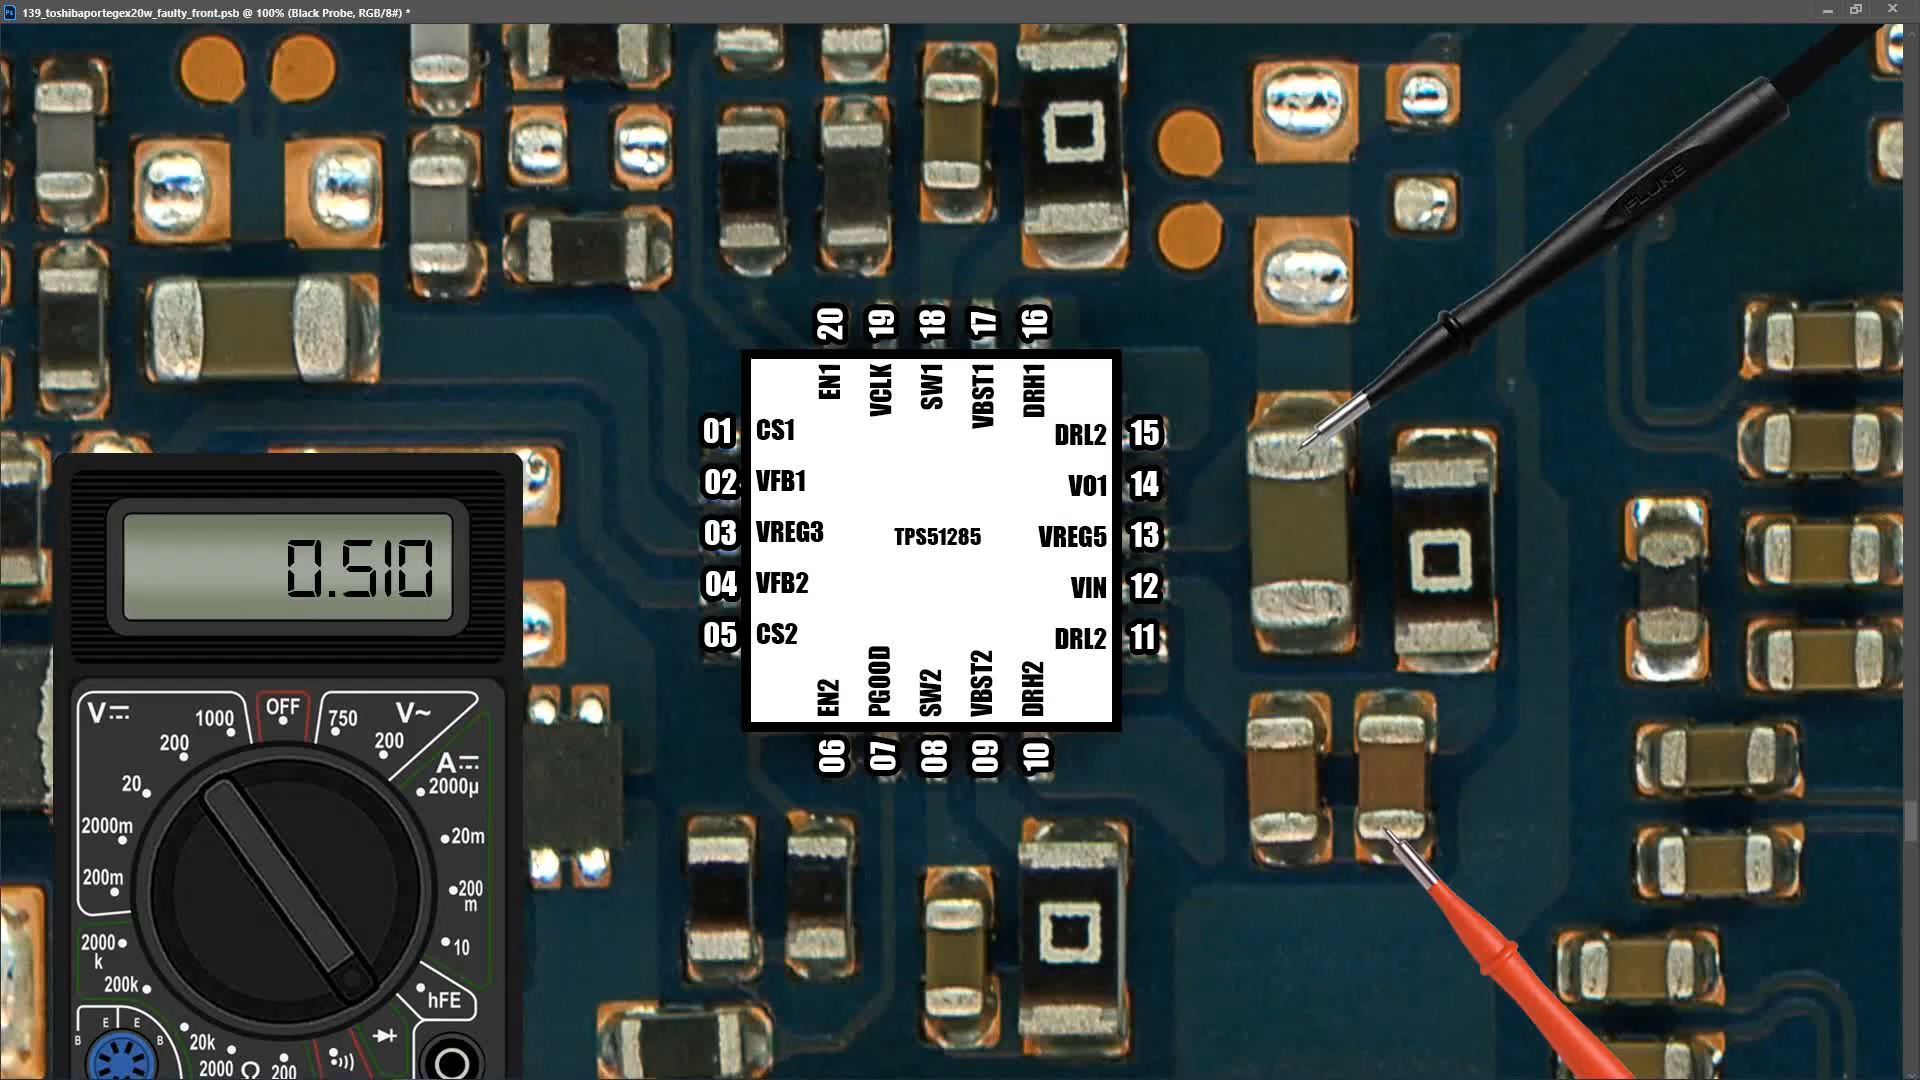 139_toshibaportegex20w_faulty_front.psb @ 100% (Black Probe, RGB/8#) *
FLUKE
20 19 18 17 16
EN1 VCLK SW1 VBST1 DRH1
01 CS1 DRL2 15
02 VFB1 VO1 14
03 VREG3 TPS51285 VREG5 13
04 VFB2 VIN 12
05 CS2 DRL2 11
EN2 PGOOD SW2 VBST2 DRH2
06 07 08 09 10
0.510
V⎓ 1000 OFF 750 V~
200 200
A⎓
20 2000µ
2000m 20m
200m 200 m
2000 k 10
200k hFE
E E
B B
20k
2000 Ω 200